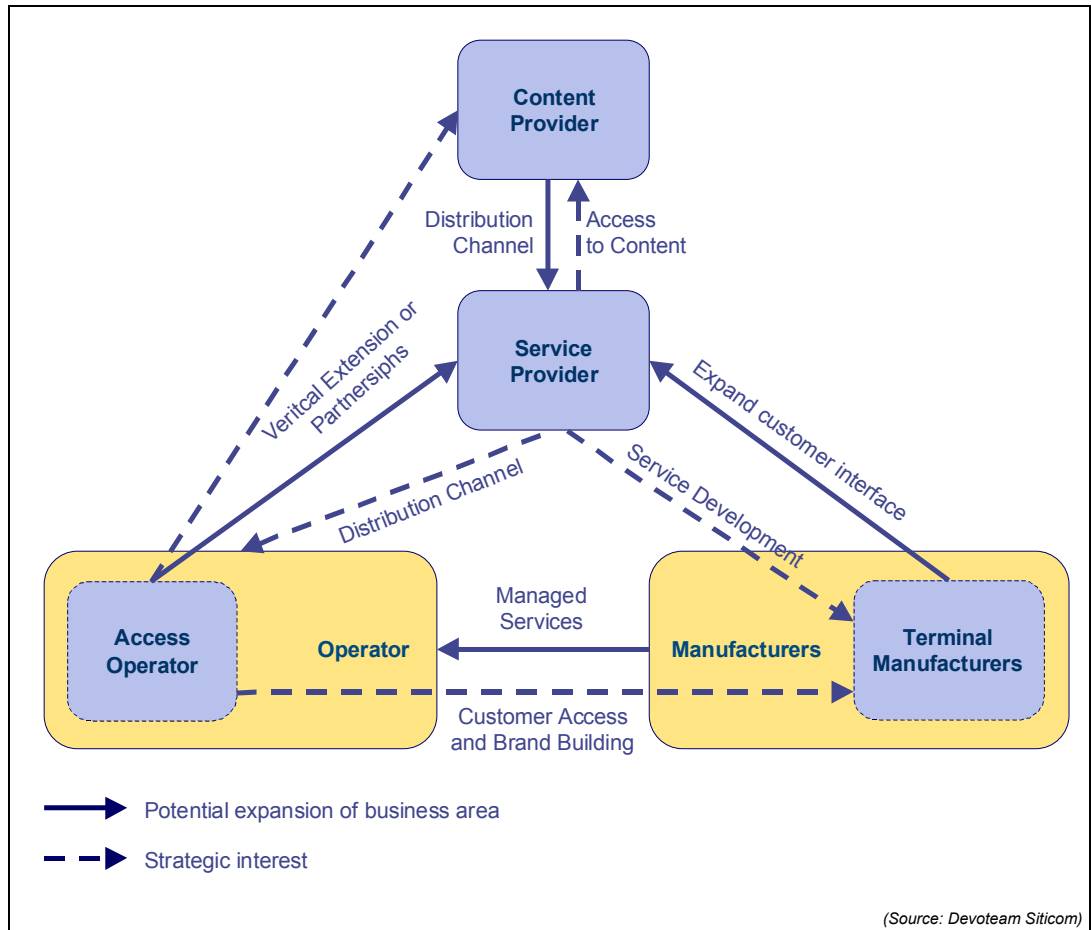 Content
Provider
Distribution
Channel
Access
to Content
Service
Provider
Veritcal Extension or
Partnersiphs
Expand customer interface
Distribution Channel
Service Development
Access
Operator
Operator
Managed
Services
Manufacturers
Terminal
Manufacturers
Customer Access
and Brand Building
Potential expansion of business area
Strategic interest
(Source: Devoteam Siticom)